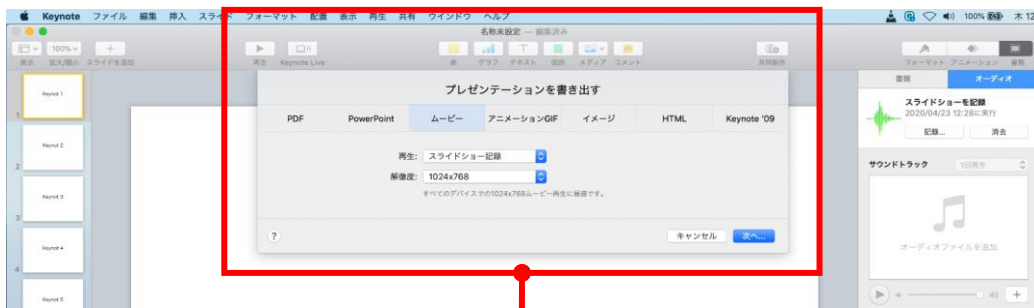 Keynote ファイル 編集 挿入 スライド フォーマット 配置 表示 再生 共有 ウインドウ ヘルプ 100% 木12
名称未設定 — 編集済み
100%
表示 拡大/縮小 スライドを追加 再生 Keynote Live 表 グラフ テキスト 図形 メディア コメント 共同制作 フォーマット アニメーション 書類
書類 オーディオ
プレゼンテーションを書き出す
PDF PowerPoint ムービー アニメーションGIF イメージ HTML Keynote '09
再生: スライドショー記録
解像度: 1024x768
すべてのデバイスでの1024x768ムービー再生に最適です。
? キャンセル 次へ...
Keynot 1
1
Keynot 2
2
Keynot 3
3
Keynot 4
4
Keynot 5
スライドショーを記録
2020/04/23 12:28に実行
記録... 消去
サウンドトラック 1回再生
オーディオファイルを追加